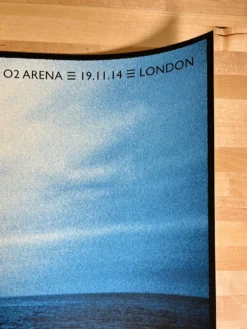 O2 ARENA ☰ 19.11.14 ☰ LONDON